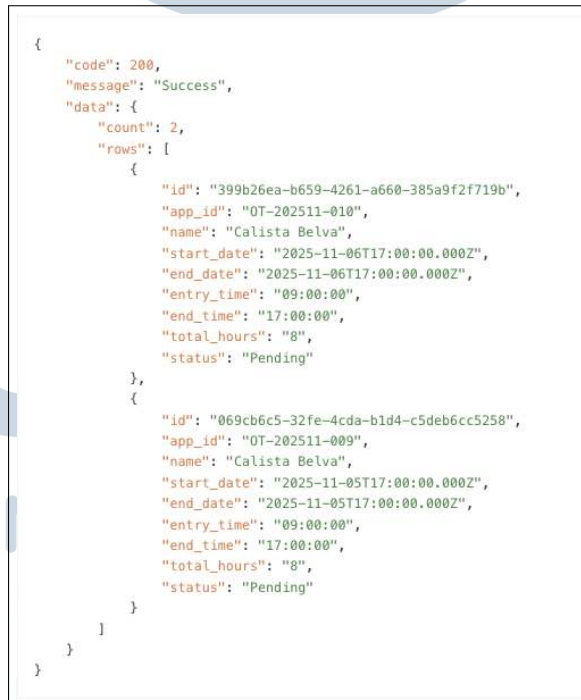 {
"code": 200,
"message": "Success",
"data": {
"count": 2,
"rows": [
{
"id": "399b26ea-b659-4261-a660-385a9f2f719b",
"app_id": "OT-202511-010",
"name": "Calista Belva",
"start_date": "2025-11-06T17:00:00.000Z",
"end_date": "2025-11-06T17:00:00.000Z",
"entry_time": "09:00:00",
"end_time": "17:00:00",
"total_hours": "8",
"status": "Pending"
},
{
"id": "069cb6c5-32fe-4cda-b1d4-c5deb6cc5258",
"app_id": "OT-202511-009",
"name": "Calista Belva",
"start_date": "2025-11-05T17:00:00.000Z",
"end_date": "2025-11-05T17:00:00.000Z",
"entry_time": "09:00:00",
"end_time": "17:00:00",
"total_hours": "8",
"status": "Pending"
}
]
}
}